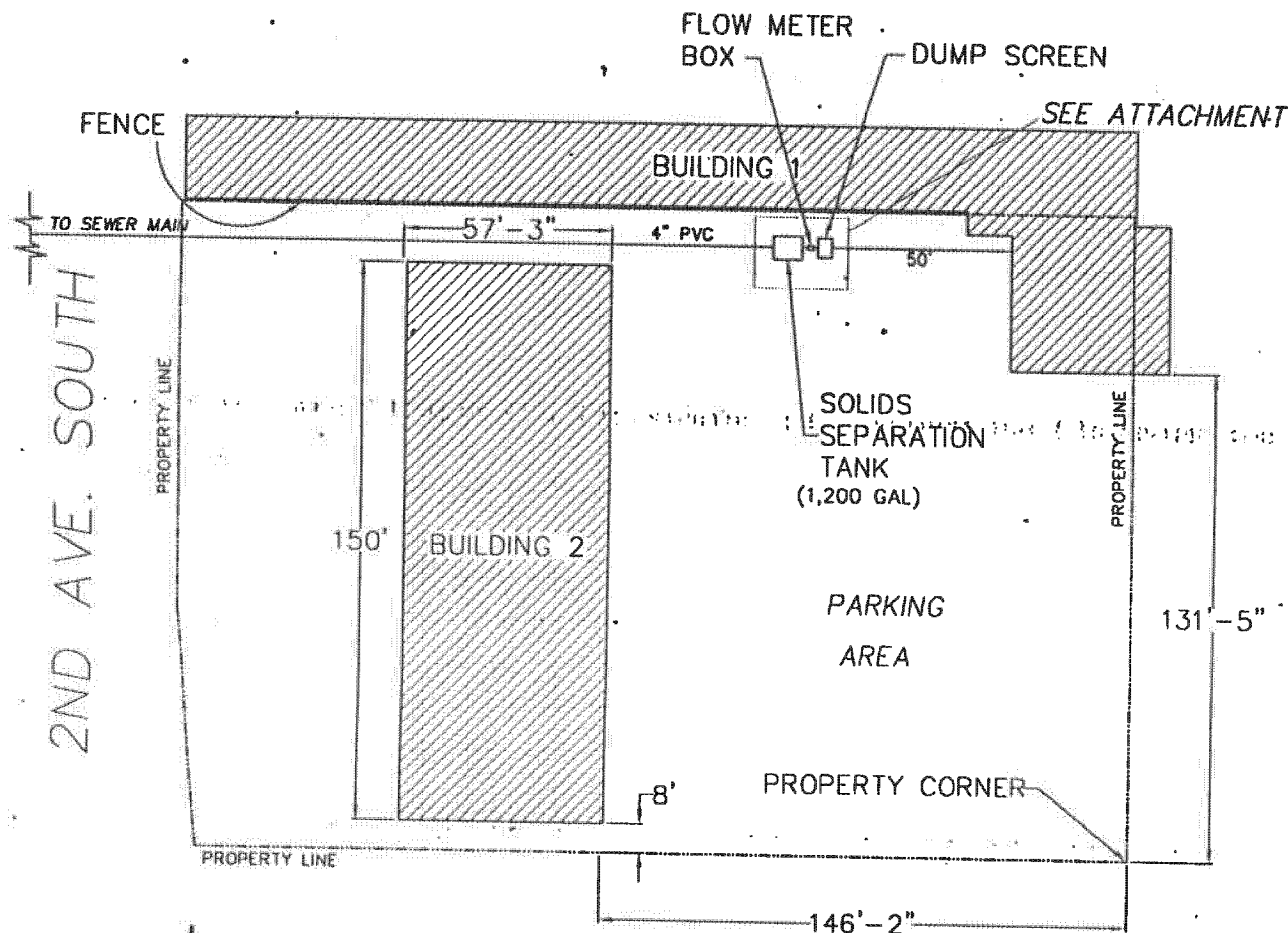 FLOW METER
BOX
DUMP SCREEN
SEE ATTACHMENT
FENCE
BUILDING 1
TO SEWER MAIN
57'-3"
4" PVC
50'
2ND AVE. SOUTH
PROPERTY LINE
SOLIDS
SEPARATION
TANK
(1,200 GAL)
PROPERTY LINE
150'
BUILDING 2
PARKING
AREA
131'-5"
PROPERTY CORNER
8'
PROPERTY LINE
146'-2"